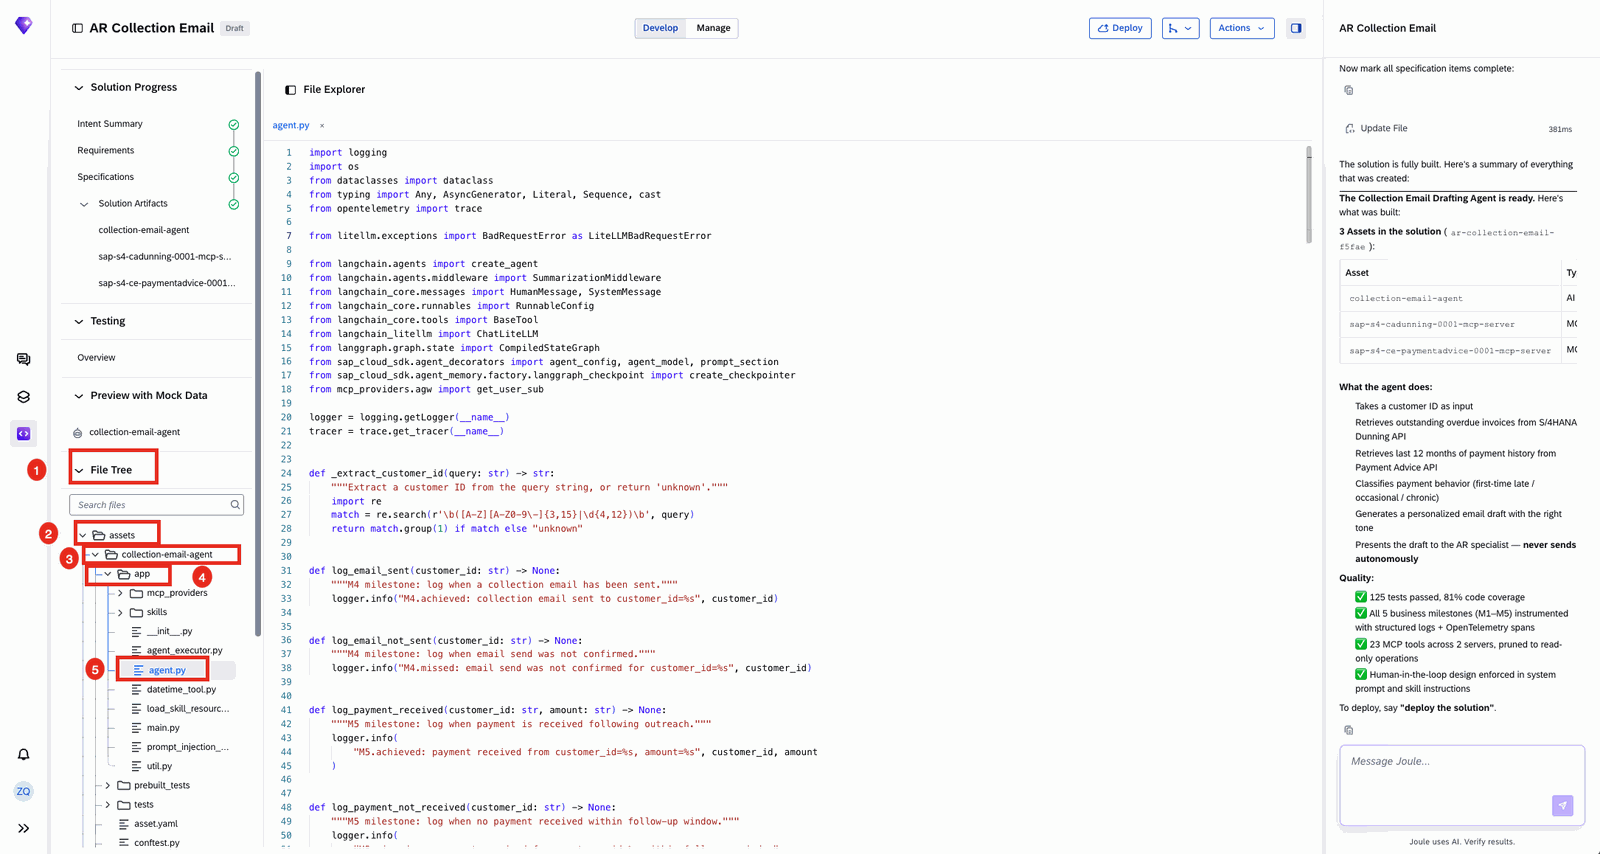 AR Collection Email Draft
Develop Manage
Deploy
Actions
Solution Progress
Intent Summary
Requirements
Specifications
Solution Artifacts
collection-email-agent
sap-s4-cadunning-0001-mcp-s...
sap-s4-ce-paymentadvice-0001...
Testing
Overview
Preview with Mock Data
collection-email-agent
1
File Tree
Search files
2
assets
3
collection-email-agent
app
4
mcp_providers
skills
__init__.py
agent_executor.py
5
agent.py
datetime_tool.py
load_skill_resourc...
main.py
prompt_injection_...
util.py
prebuilt_tests
tests
asset.yaml
conftest.py
ZQ
File Explorer
agent.py ×
1 import logging
2 import os
3 from dataclasses import dataclass
4 from typing import Any, AsyncGenerator, Literal, Sequence, cast
5 from opentelemetry import trace
6
7 from litellm.exceptions import BadRequestError as LiteLLMBadRequestError
8
9 from langchain.agents import create_agent
10 from langchain.agents.middleware import SummarizationMiddleware
11 from langchain_core.messages import HumanMessage, SystemMessage
12 from langchain_core.runnables import RunnableConfig
13 from langchain_core.tools import BaseTool
14 from langchain_litellm import ChatLiteLLM
15 from langgraph.graph.state import CompiledStateGraph
16 from sap_cloud_sdk.agent_decorators import agent_config, agent_model, prompt_section
17 from sap_cloud_sdk.agent_memory.factory.langgraph_checkpoint import create_checkpointer
18 from mcp_providers.agw import get_user_sub
19
20 logger = logging.getLogger(__name__)
21 tracer = trace.get_tracer(__name__)
22
23
24 def _extract_customer_id(query: str) -> str:
25 """Extract a customer ID from the query string, or return 'unknown'."""
26 import re
27 match = re.search(r'\b([A-Z][A-Z0-9\-]{3,15}|\d{4,12})\b', query)
28 return match.group(1) if match else "unknown"
29
30
31 def log_email_sent(customer_id: str) -> None:
32 """M4 milestone: log when a collection email has been sent."""
33 logger.info("M4.achieved: collection email sent to customer_id=%s", customer_id)
34
35
36 def log_email_not_sent(customer_id: str) -> None:
37 """M4 milestone: log when email send was not confirmed."""
38 logger.info("M4.missed: email send was not confirmed for customer_id=%s", customer_id)
39
40
41 def log_payment_received(customer_id: str, amount: str) -> None:
42 """M5 milestone: log when payment is received following outreach."""
43 logger.info(
44 "M5.achieved: payment received from customer_id=%s, amount=%s", customer_id, amount
45 )
46
47
48 def log_payment_not_received(customer_id: str) -> None:
49 """M5 milestone: log when no payment received within follow-up window."""
50 logger.info(
AR Collection Email
Now mark all specification items complete:
Update File 381ms
The solution is fully built. Here's a summary of everything
that was created:
The Collection Email Drafting Agent is ready. Here's
what was built:
3 Assets in the solution ( ar-collection-email-
f5fae ):
Asset Ty
collection-email-agent AI
sap-s4-cadunning-0001-mcp-server MC
sap-s4-ce-paymentadvice-0001-mcp-server MC
What the agent does:
Takes a customer ID as input
Retrieves outstanding overdue invoices from S/4HANA
Dunning API
Retrieves last 12 months of payment history from
Payment Advice API
Classifies payment behavior (first-time late /
occasional / chronic)
Generates a personalized email draft with the right
tone
Presents the draft to the AR specialist — never sends
autonomously
Quality:
✅ 125 tests passed, 81% code coverage
✅ All 5 business milestones (M1–M5) instrumented
with structured logs + OpenTelemetry spans
✅ 23 MCP tools across 2 servers, pruned to read-
only operations
✅ Human-in-the-loop design enforced in system
prompt and skill instructions
To deploy, say "deploy the solution".
Message Joule...
Joule uses AI. Verify results.